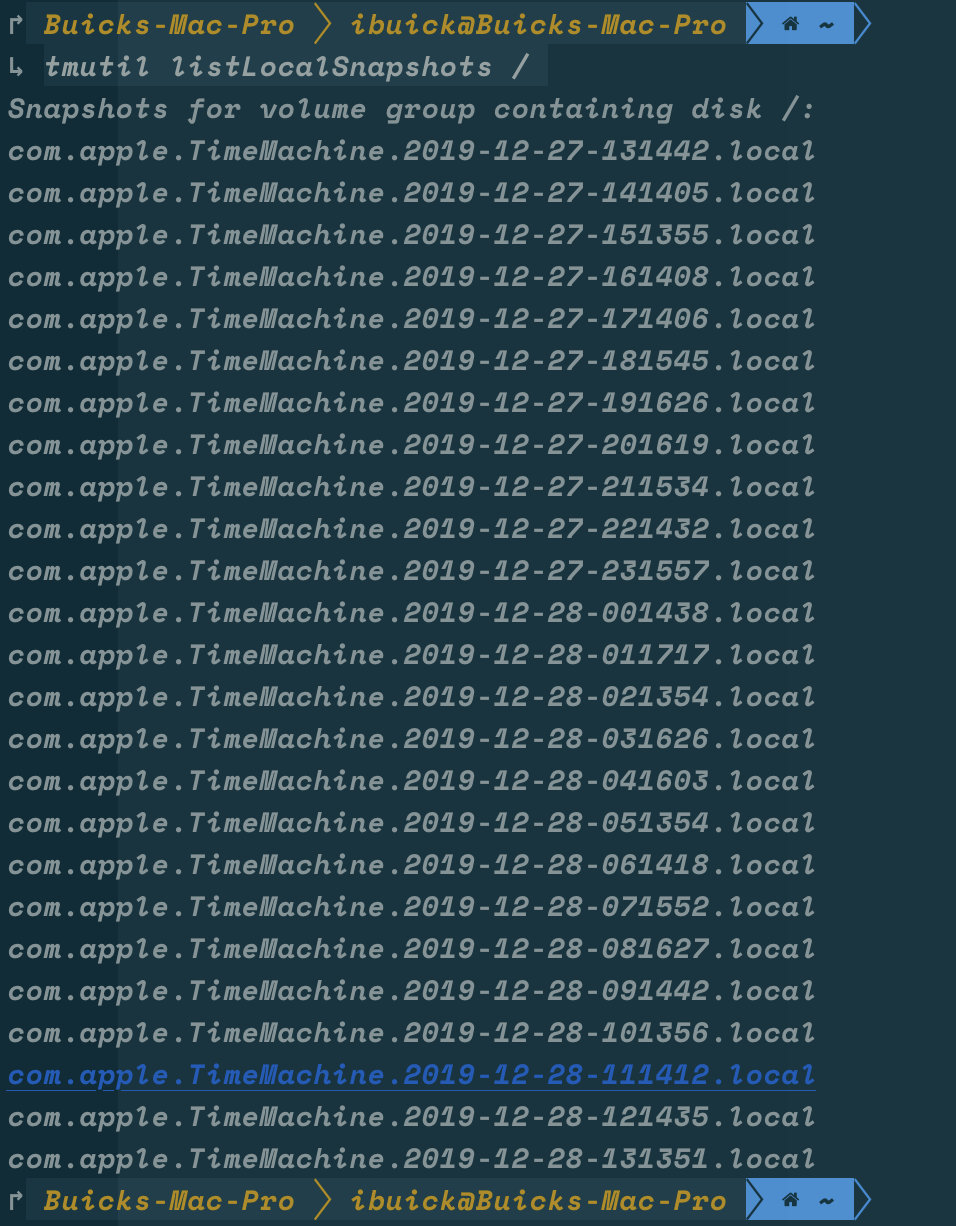 Buicks-Mac-Pro ibuick@Buicks-Mac-Pro ~
tmutil listLocalSnapshots /
Snapshots for volume group containing disk /:
com.apple.TimeMachine.2019-12-27-131442.local
com.apple.TimeMachine.2019-12-27-141405.local
com.apple.TimeMachine.2019-12-27-151355.local
com.apple.TimeMachine.2019-12-27-161408.local
com.apple.TimeMachine.2019-12-27-171406.local
com.apple.TimeMachine.2019-12-27-181545.local
com.apple.TimeMachine.2019-12-27-191626.local
com.apple.TimeMachine.2019-12-27-201619.local
com.apple.TimeMachine.2019-12-27-211534.local
com.apple.TimeMachine.2019-12-27-221432.local
com.apple.TimeMachine.2019-12-27-231557.local
com.apple.TimeMachine.2019-12-28-001438.local
com.apple.TimeMachine.2019-12-28-011717.local
com.apple.TimeMachine.2019-12-28-021354.local
com.apple.TimeMachine.2019-12-28-031626.local
com.apple.TimeMachine.2019-12-28-041603.local
com.apple.TimeMachine.2019-12-28-051354.local
com.apple.TimeMachine.2019-12-28-061418.local
com.apple.TimeMachine.2019-12-28-071552.local
com.apple.TimeMachine.2019-12-28-081627.local
com.apple.TimeMachine.2019-12-28-091442.local
com.apple.TimeMachine.2019-12-28-101356.local
com.apple.TimeMachine.2019-12-28-111412.local
com.apple.TimeMachine.2019-12-28-121435.local
com.apple.TimeMachine.2019-12-28-131351.local
Buicks-Mac-Pro ibuick@Buicks-Mac-Pro ~